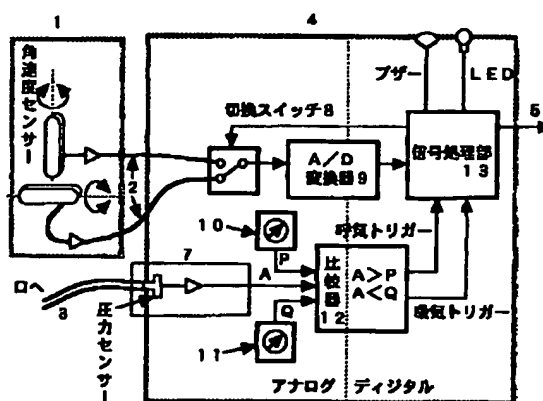 1
4
角速度センサー
ブザー
LED
5
切換スイッチ8
A/D
変換器9
信号処理部
13
2
10
P
呼気トリガー
7
口へ
A
比較器
12
A>P
A<Q
3
圧力センサー
Q
吸気トリガー
11
アナログ
ディジタル